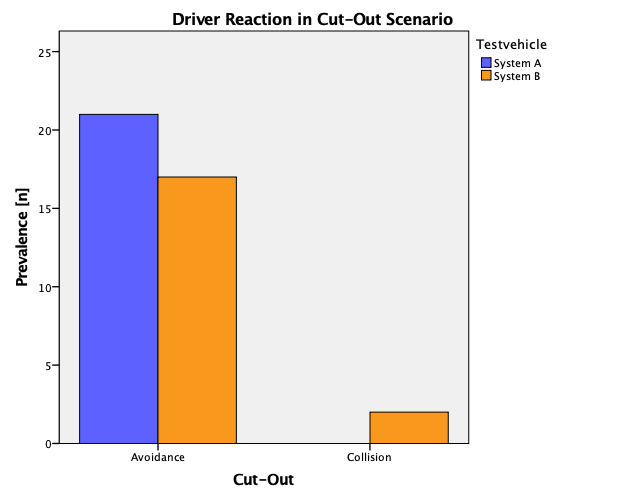 Driver Reaction in Cut-Out Scenario
Testvehicle
System A
System B
Prevalence [n]
25
20
15
10
5
0
Avoidance
Collision
Cut-Out